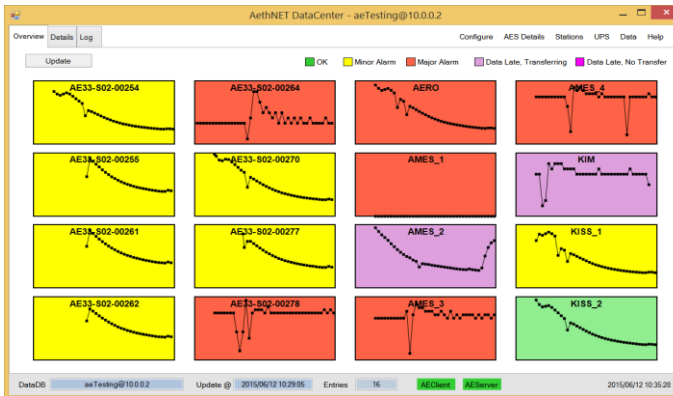 AethNET DataCenter - aeTesting@10.0.0.2
Overview Details Log Configure AES Details Stations UPS Data Help
Update OK Minor Alarm Major Alarm Data Late, Transferring Data Late, No Transfer
AE33-S02-00254 AE33-S02-00264 AERO AMES_4
AE33-S02-00255 AE33-S02-00270 AMES_1 KIM
AE33-S02-00261 AE33-S02-00277 AMES_2 KISS_1
AE33-S02-00262 AE33-S02-00278 AMES_3 KISS_2
DataDB aeTesting@10.0.0.2 Update @ 2015/06/12 10:29:05 Entries 16 AEClient AEServer 2015/06/12 10:35:28